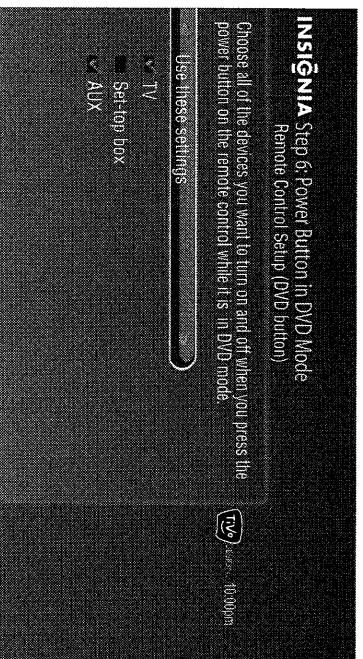 INSIGNIA Step 6: Power Button in DVD Mode
Remote Control Setup (DVD button)
TiVo
10:00pm
Choose all of the devices you want to turn on and off when you press the
power button on the remote control while it is in DVD mode.
Use these settings
TV
Set-top box
AUX